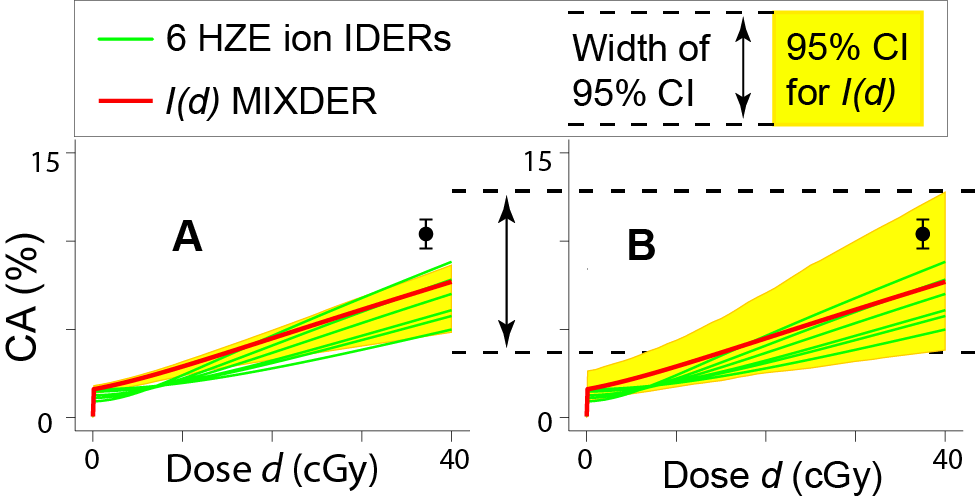 6 HZE ion IDERs
I(d) MIXDER
Width of
95% CI
95% CI
for I(d)
15
A
CA (%)
0
0
40
Dose d (cGy)
15
B
0
0
40
Dose d (cGy)